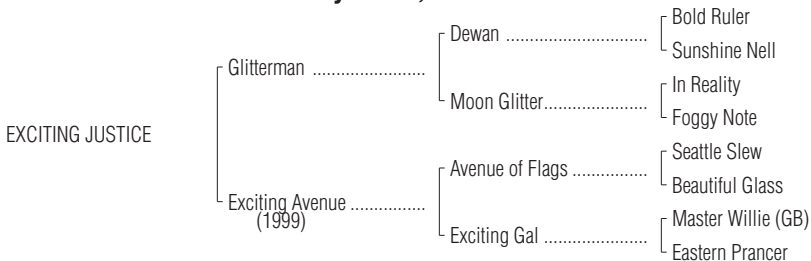 Bold Ruler
Dewan ..............................
Sunshine Nell
Glitterman ........................
In Reality
Moon Glitter......................
Foggy Note
EXCITING JUSTICE
Seattle Slew
Avenue of Flags ................
Beautiful Glass
Exciting Avenue ................
(1999)
Master Willie (GB)
Exciting Gal ......................
Eastern Prancer